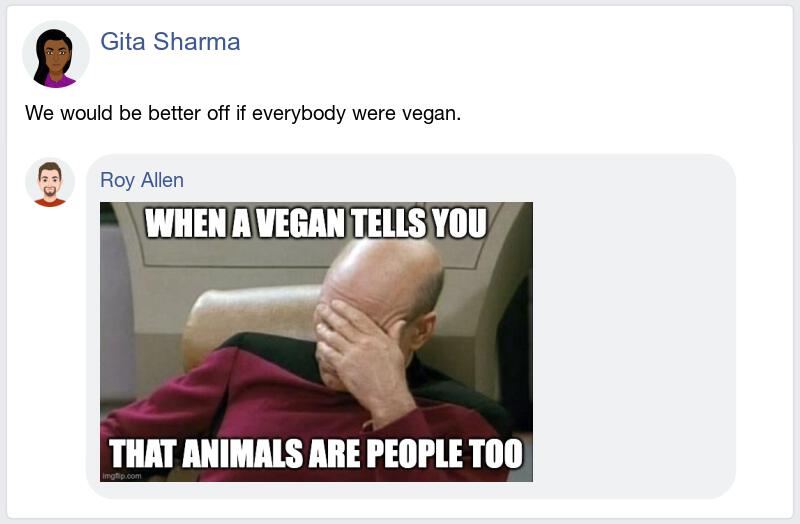 Gita Sharma
We would be better off if everybody were vegan.
Roy Allen
WHEN A VEGAN TELLS YOU
THAT ANIMALS ARE PEOPLE TOO
imgflip.com